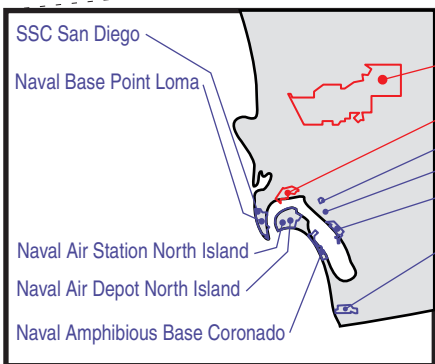 SSC San Diego
Naval Base Point Loma
Naval Air Station North Island
Naval Air Depot North Island
Naval Amphibious Base Coronado